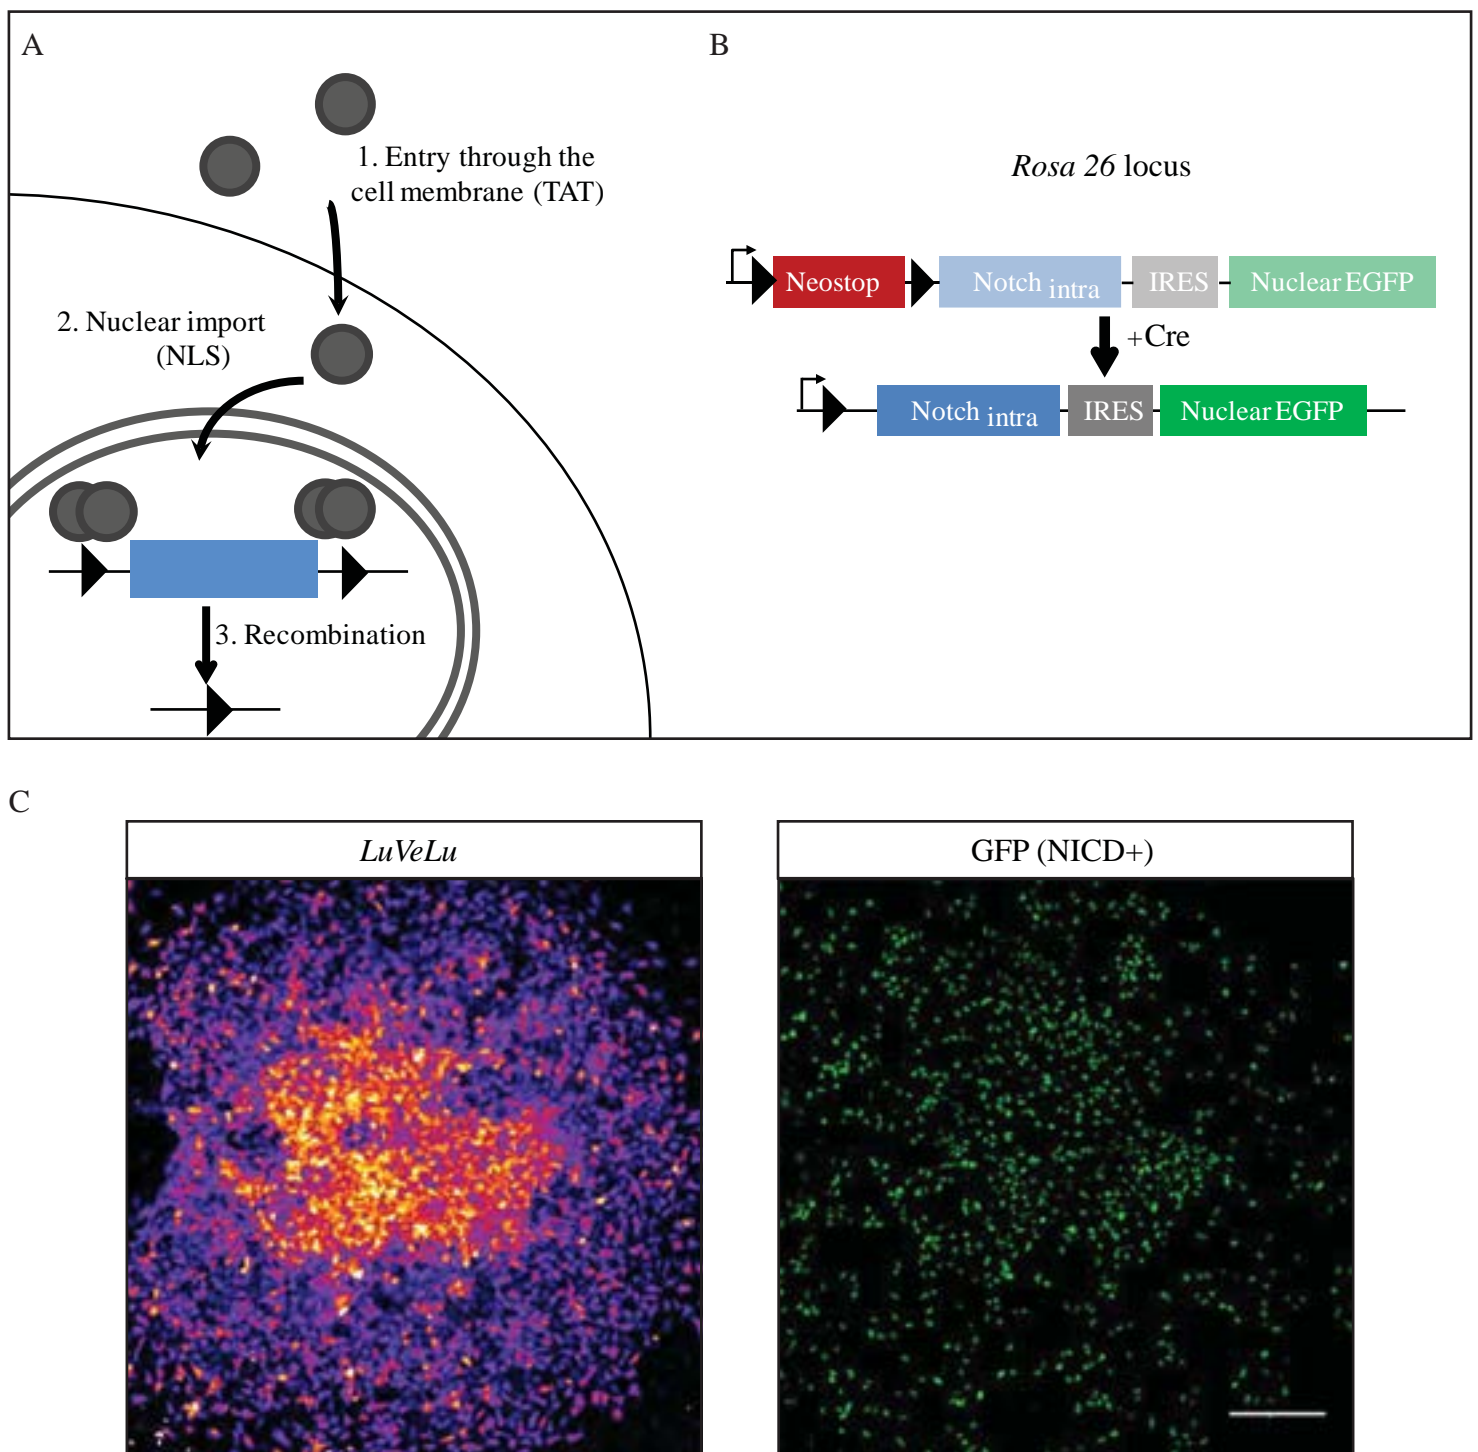 A
1. Entry through the
cell membrane (TAT)
2. Nuclear import
(NLS)
3. Recombination
B
Rosa 26 locus
Neostop Notch intra IRES Nuclear EGFP
+Cre
Notch intra IRES Nuclear EGFP
C
LuVeLu
GFP (NICD+)